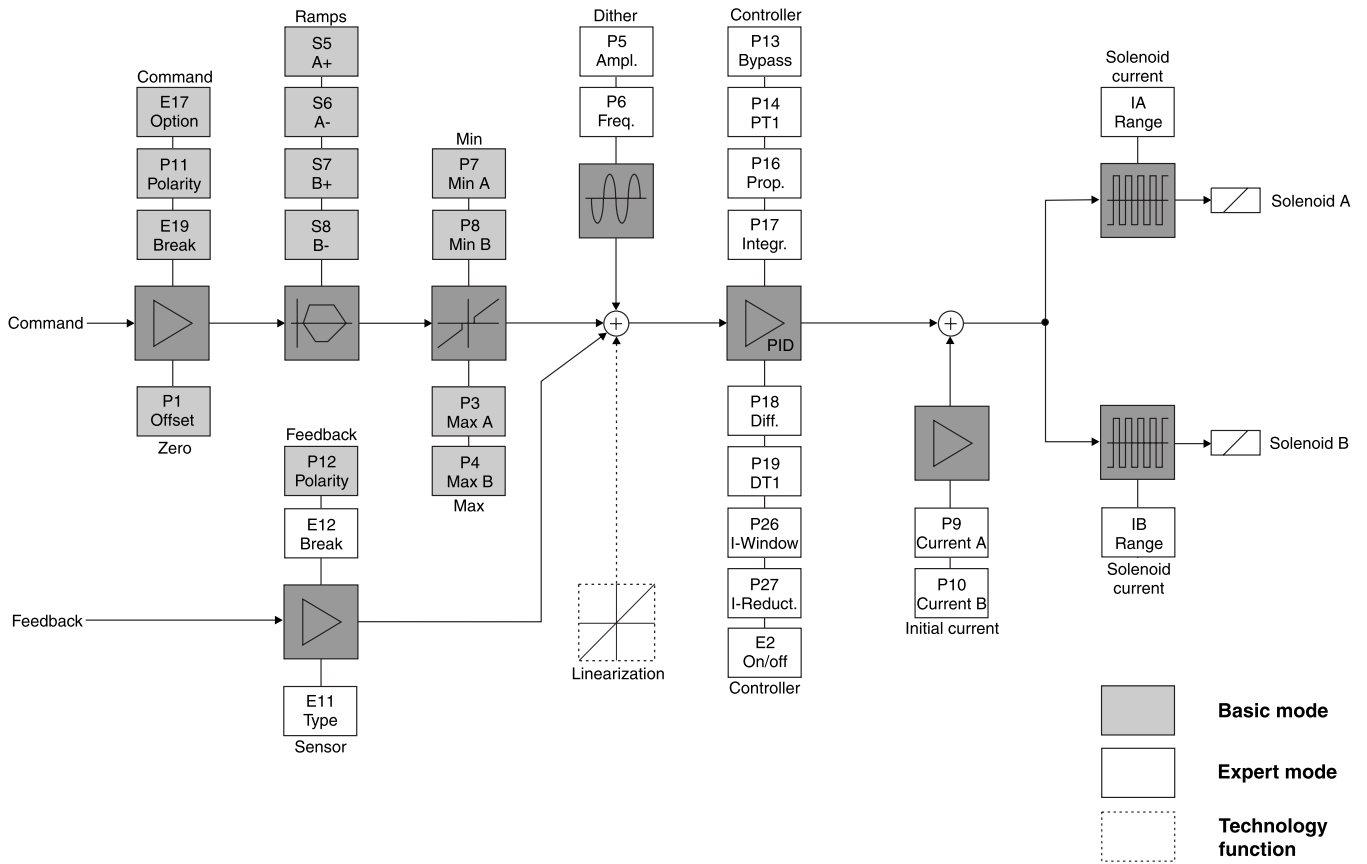 Ramps
S5
A+
S6
A-
S7
B+
S8
B-
Command
E17
Option
P11
Polarity
E19
Break
Command
P1
Offset
Zero
Min
P7
Min A
P8
Min B
P3
Max A
P4
Max B
Max
Feedback
P12
Polarity
E12
Break
Feedback
E11
Type
Sensor
Dither
P5
Ampl.
P6
Freq.
Linearization
Controller
P13
Bypass
P14
PT1
P16
Prop.
P17
Integr.
PID
P18
Diff.
P19
DT1
P26
I-Window
P27
I-Reduct.
E2
On/off
Controller
P9
Current A
P10
Current B
Initial current
Solenoid
current
IA
Range
Solenoid A
Solenoid B
IB
Range
Solenoid
current
Basic mode
Expert mode
Technology
function